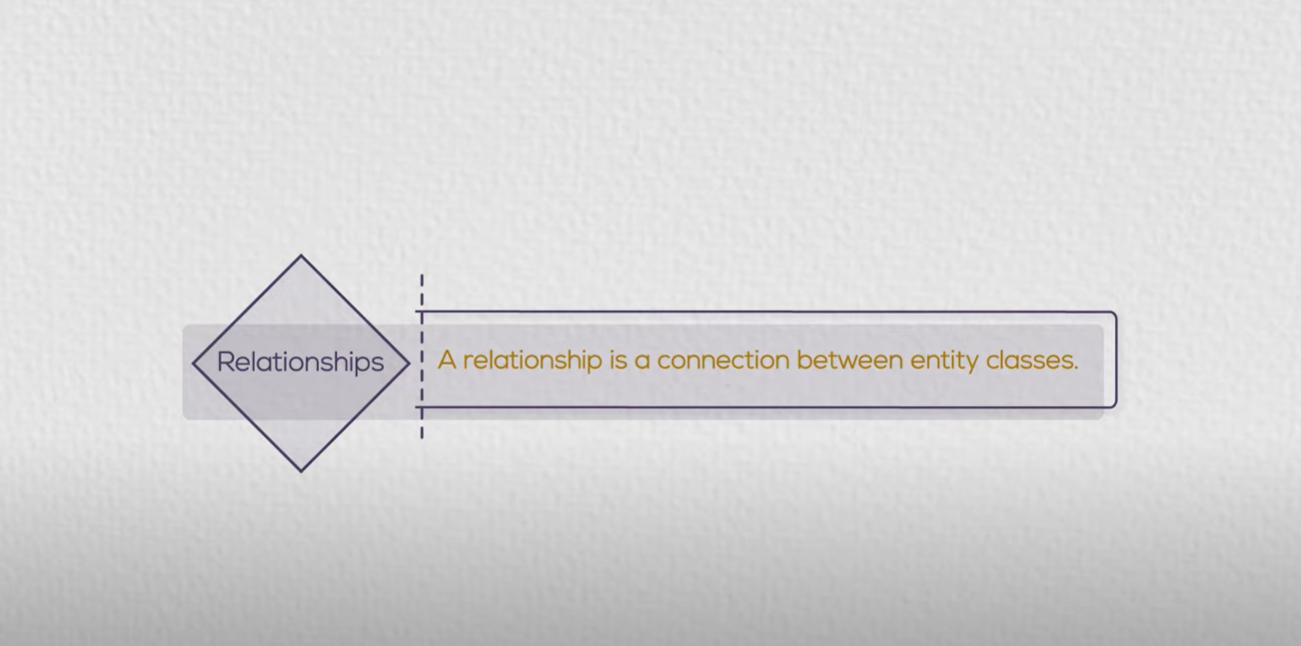 Relationships
A relationship is a connection between entity classes.